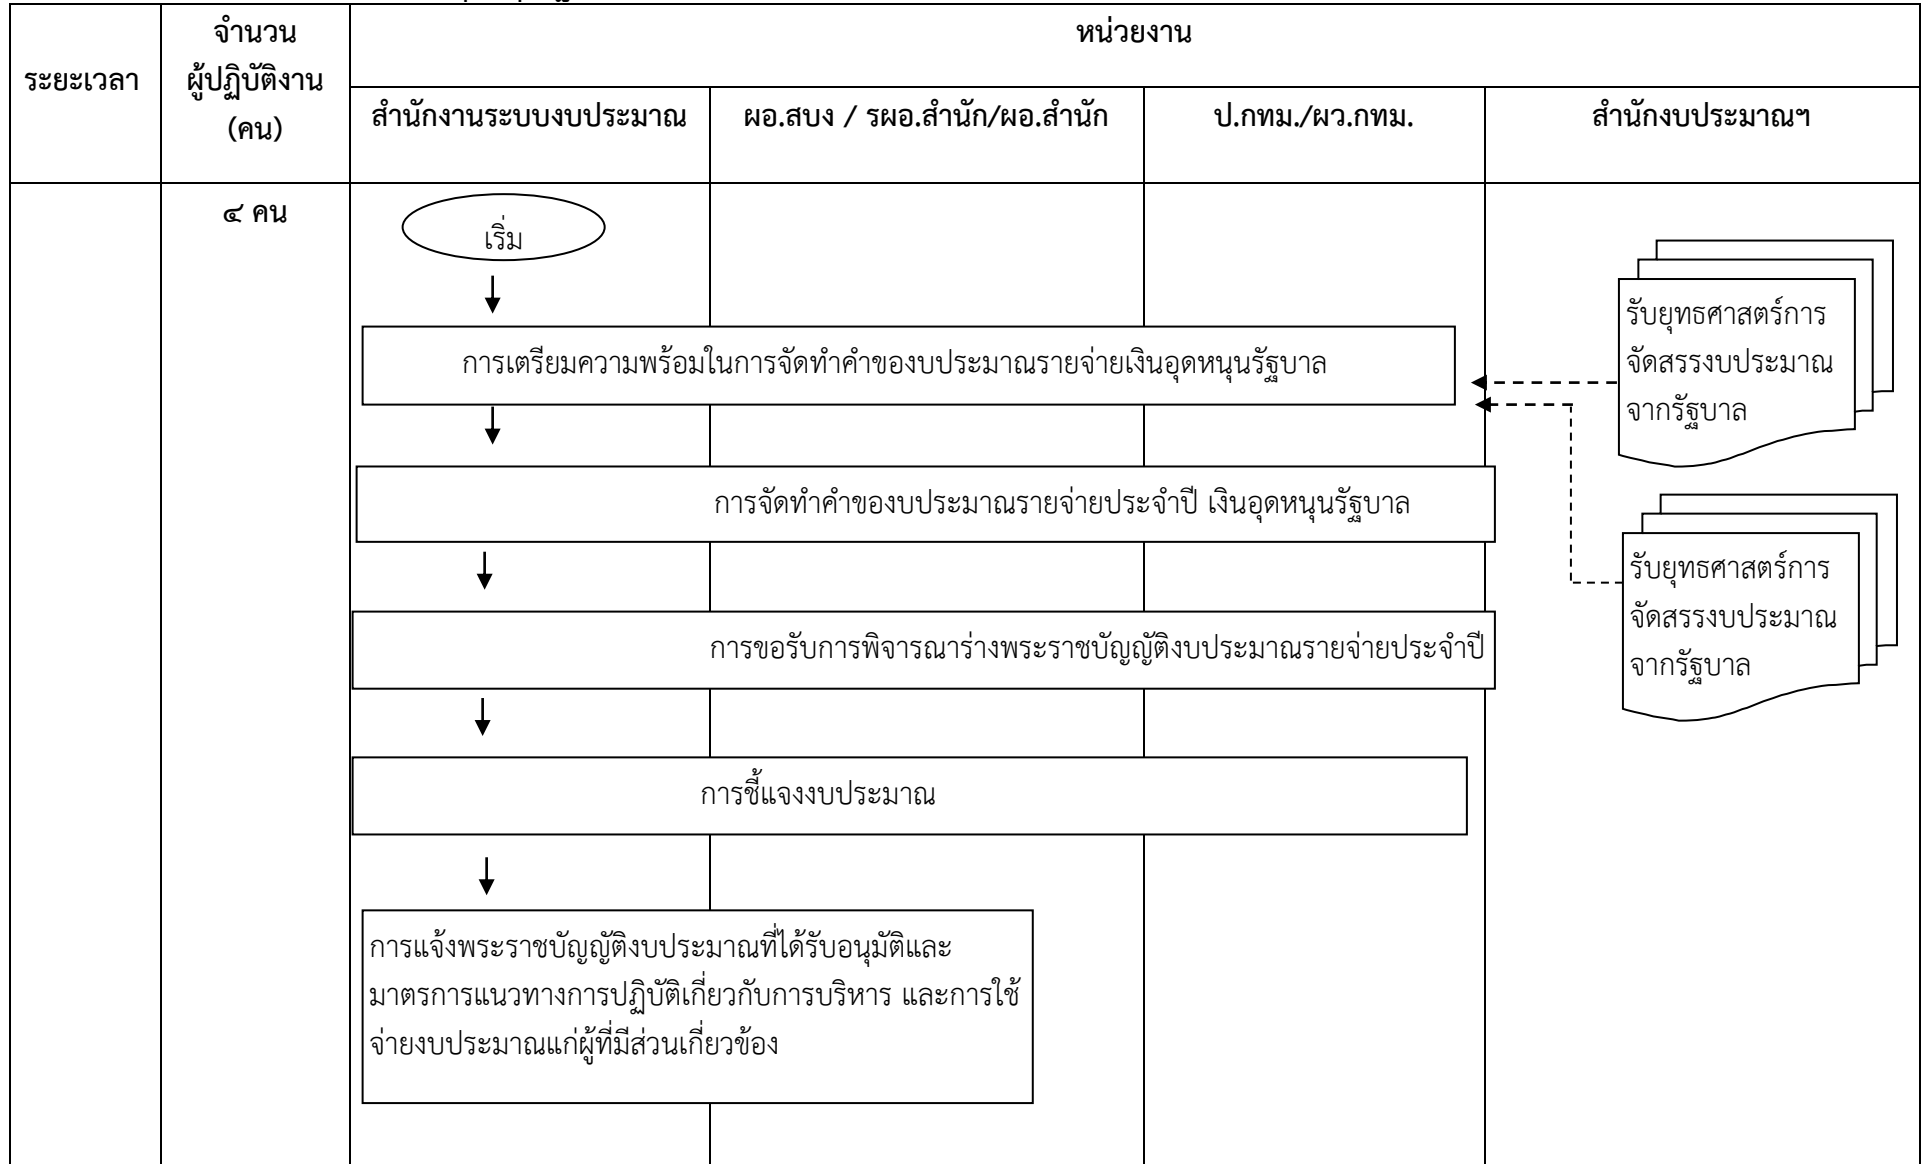 ระยะเวลา
จำนวน
ผู้ปฏิบัติงาน
(คน)
หน่วยงาน
สำนักงานระบบงบประมาณ
ผอ.สบง / รผอ.สำนัก/ผอ.สำนัก
ป.กทม./ผว.กทม.
สำนักงบประมาณฯ
๔ คน
เริ่ม
การเตรียมความพร้อมในการจัดทำคำของบประมาณรายจ่ายเงินอุดหนุนรัฐบาล
รับยุทธศาสตร์การ
จัดสรรงบประมาณ
จากรัฐบาล
การจัดทำคำของบประมาณรายจ่ายประจำปี เงินอุดหนุนรัฐบาล
รับยุทธศาสตร์การ
จัดสรรงบประมาณ
จากรัฐบาล
การขอรับการพิจารณาร่างพระราชบัญญัติงบประมาณรายจ่ายประจำปี
การชี้แจงงบประมาณ
การแจ้งพระราชบัญญัติงบประมาณที่ได้รับอนุมัติและ
มาตรการแนวทางการปฏิบัติเกี่ยวกับการบริหาร และการใช้
จ่ายงบประมาณแก่ผู้ที่มีส่วนเกี่ยวข้อง